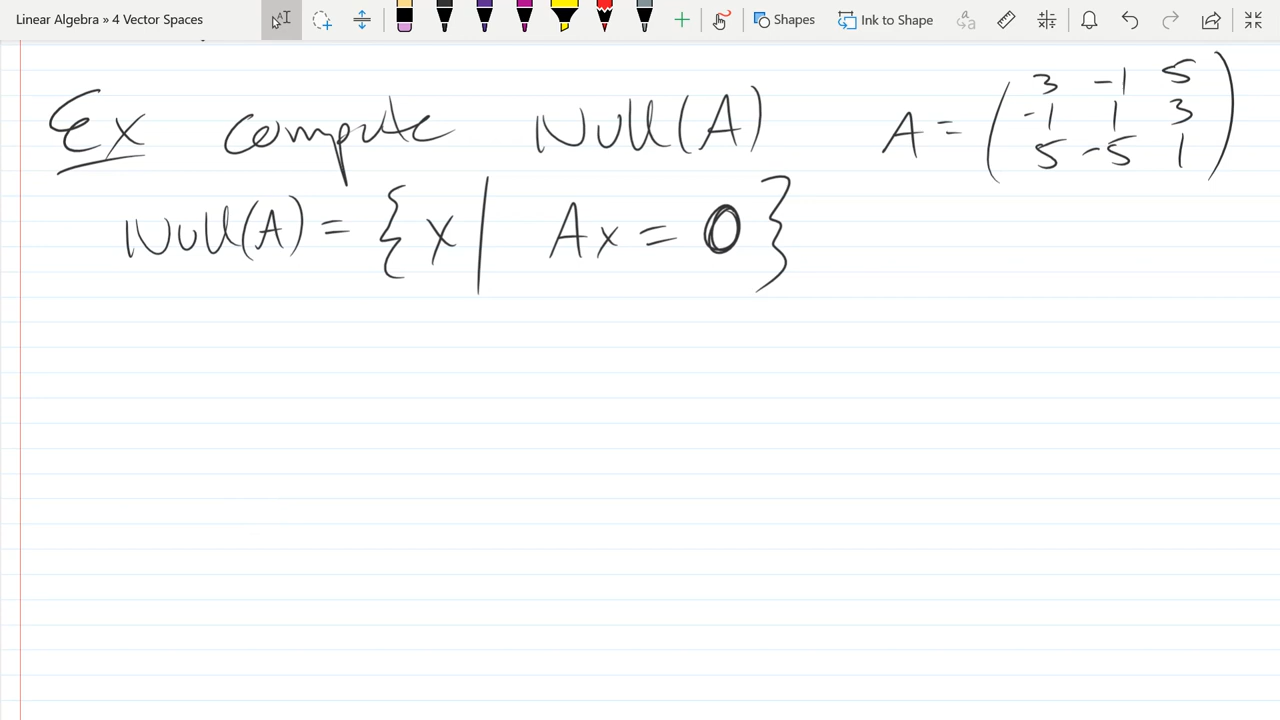 Linear Algebra » 4 Vector Spaces
Shapes
Ink to Shape
Ex compute Null(A) A = ( 3 -1 5
-1 1 3
5 -5 1 )
Null(A) = { x | Ax = 0 }